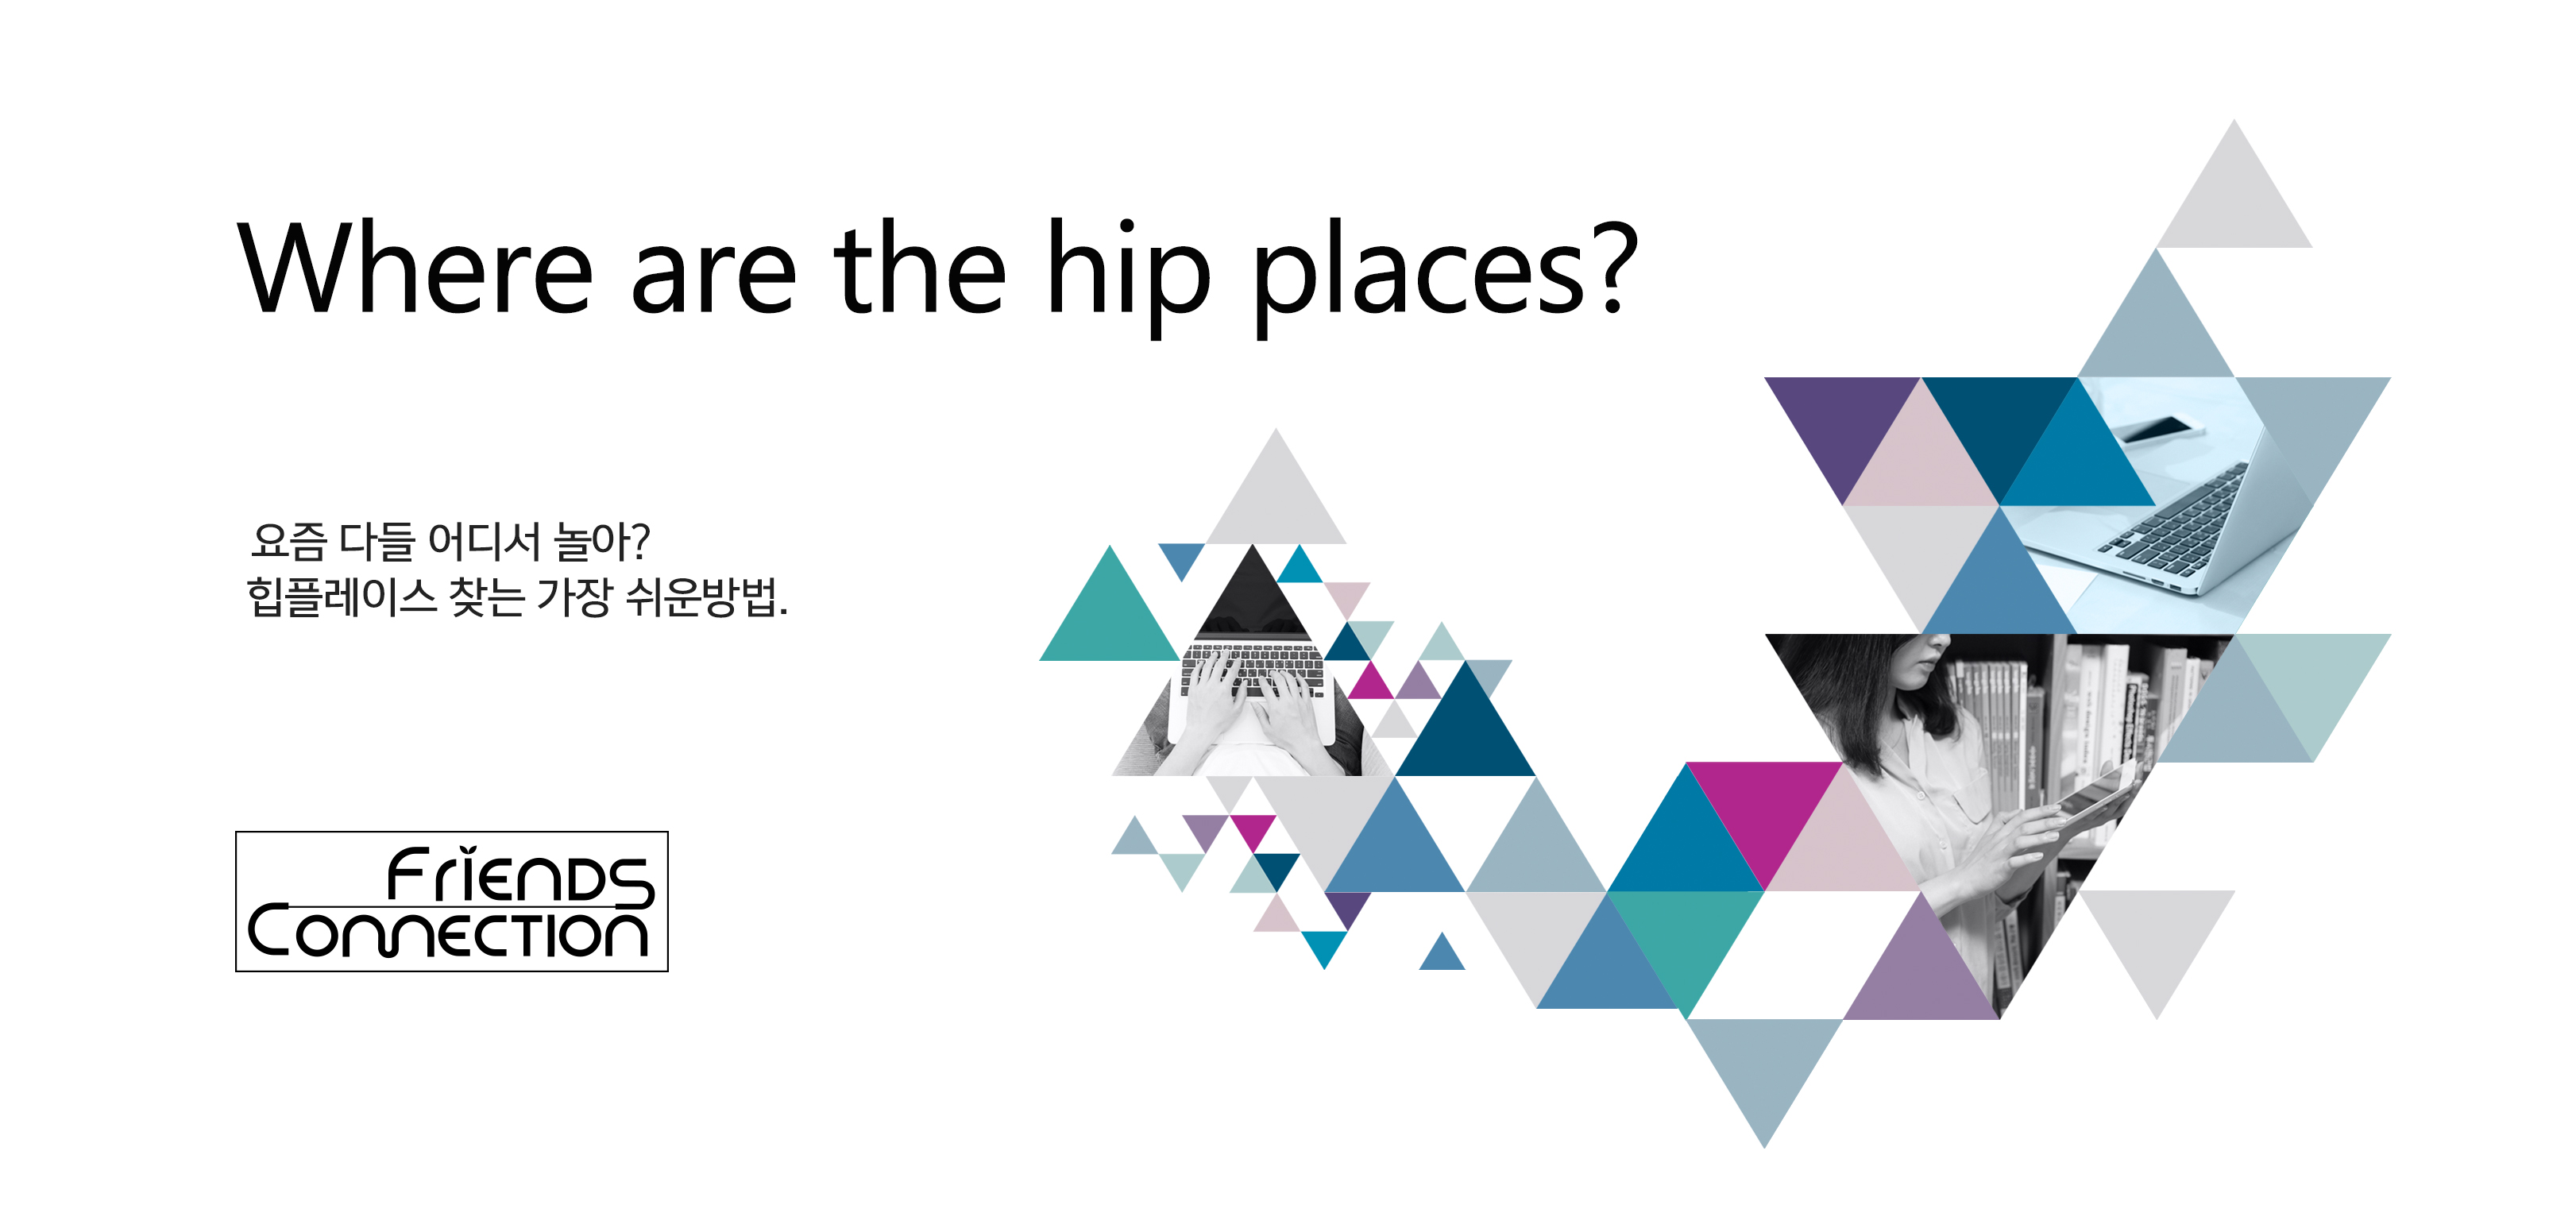 Where are the hip places?
요즘 다들 어디서 놀아?
힙플레이스 찾는 가장 쉬운방법.
FRIENDS
CONNECTION